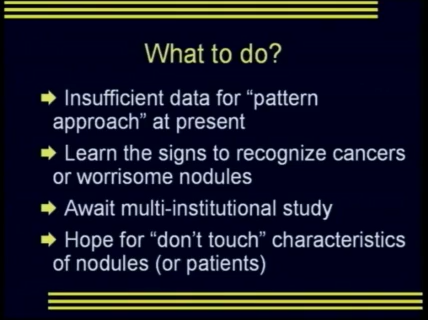 What to do?
Insufficient data for “pattern
approach” at present
Learn the signs to recognize cancers
or worrisome nodules
Await multi-institutional study
Hope for “don’t touch” characteristics
of nodules (or patients)